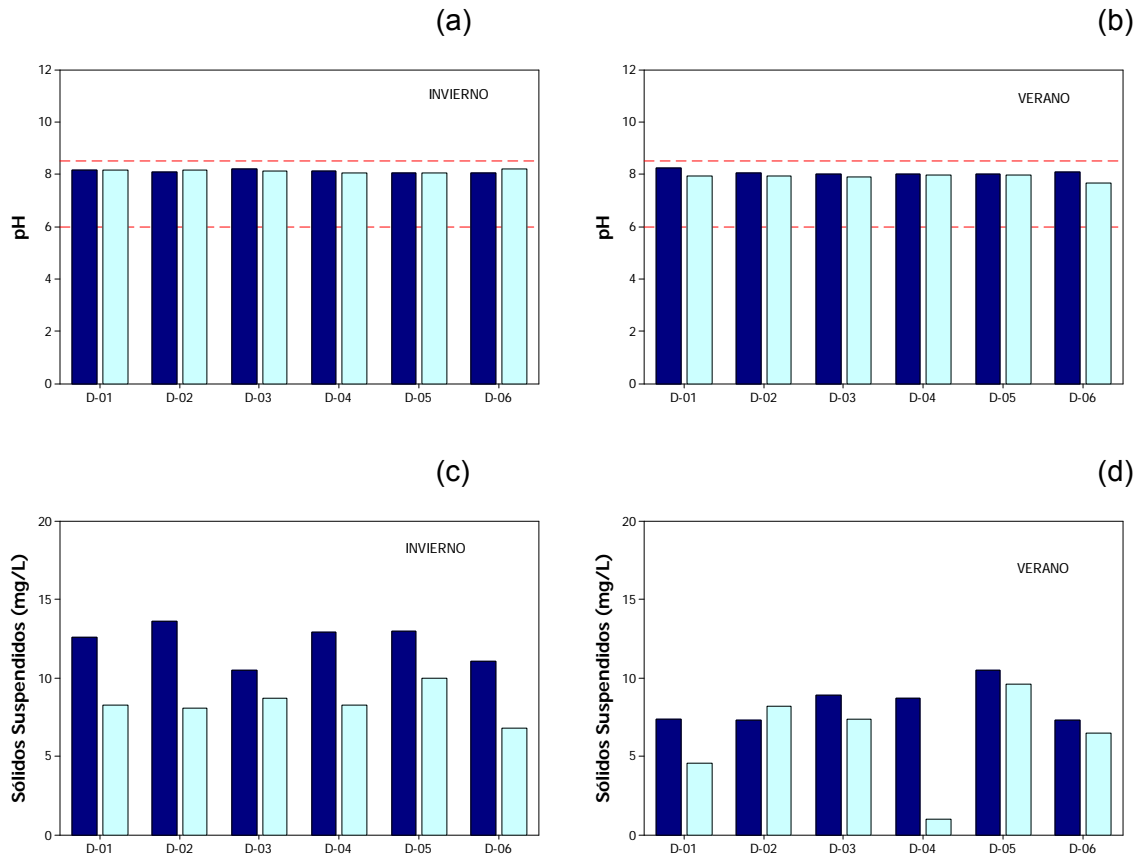 (a)
INVIERNO
pH
12
10
8
6
4
2
0
D-01 D-02 D-03 D-04 D-05 D-06
(b)
VERANO
pH
12
10
8
6
4
2
0
D-01 D-02 D-03 D-04 D-05 D-06
(c)
INVIERNO
Sólidos Suspendidos (mg/L)
20
15
10
5
0
D-01 D-02 D-03 D-04 D-05 D-06
(d)
VERANO
Sólidos Suspendidos (mg/L)
20
15
10
5
0
D-01 D-02 D-03 D-04 D-05 D-06